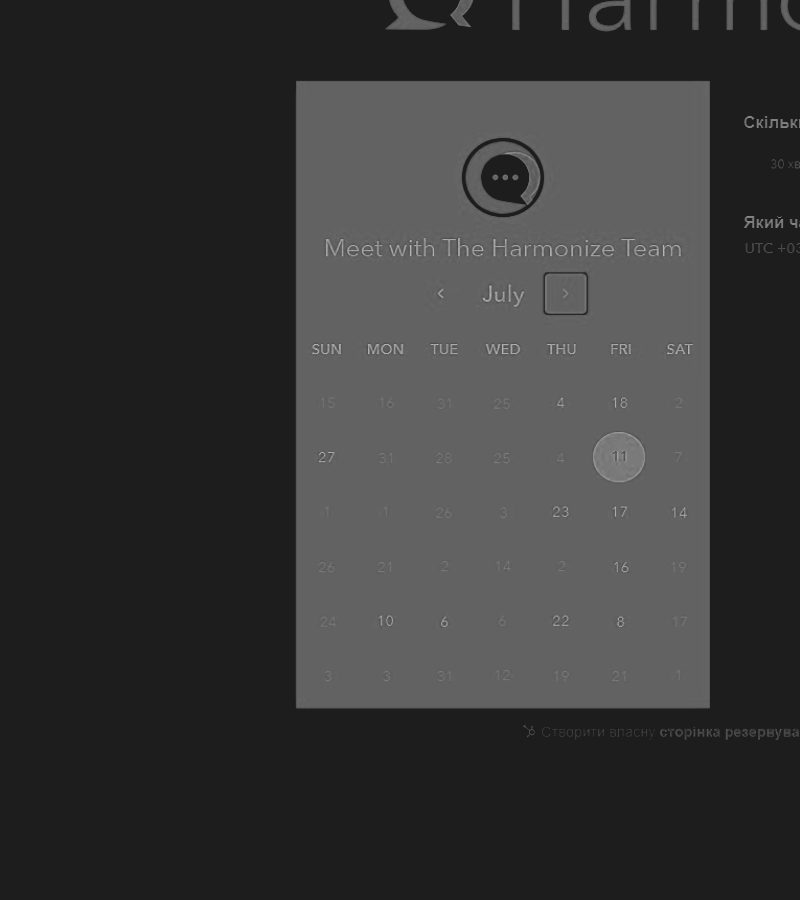 Harmo
Скільки
30 хв
Meet with The Harmonize Team
Який ча
UTC +03
July
SUN MON TUE WED THU FRI SAT
15 16 31 25 4 18 2
27 31 28 25 4 11 7
1 1 26 3 23 17 14
26 21 2 14 2 16 19
24 10 6 6 22 8 17
3 3 31 12 19 21 1
Створити власну сторінка резервува